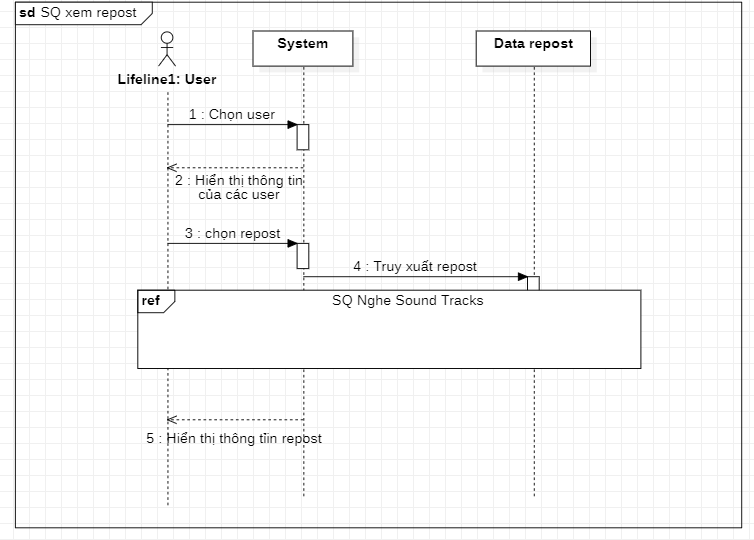 sd SQ xem repost
System
Data repost
Lifeline1: User
1 : Chọn user
2 : Hiển thị thông tin
của các user
3 : chọn repost
4 : Truy xuất repost
ref
SQ Nghe Sound Tracks
5 : Hiển thị thông tĩin repost